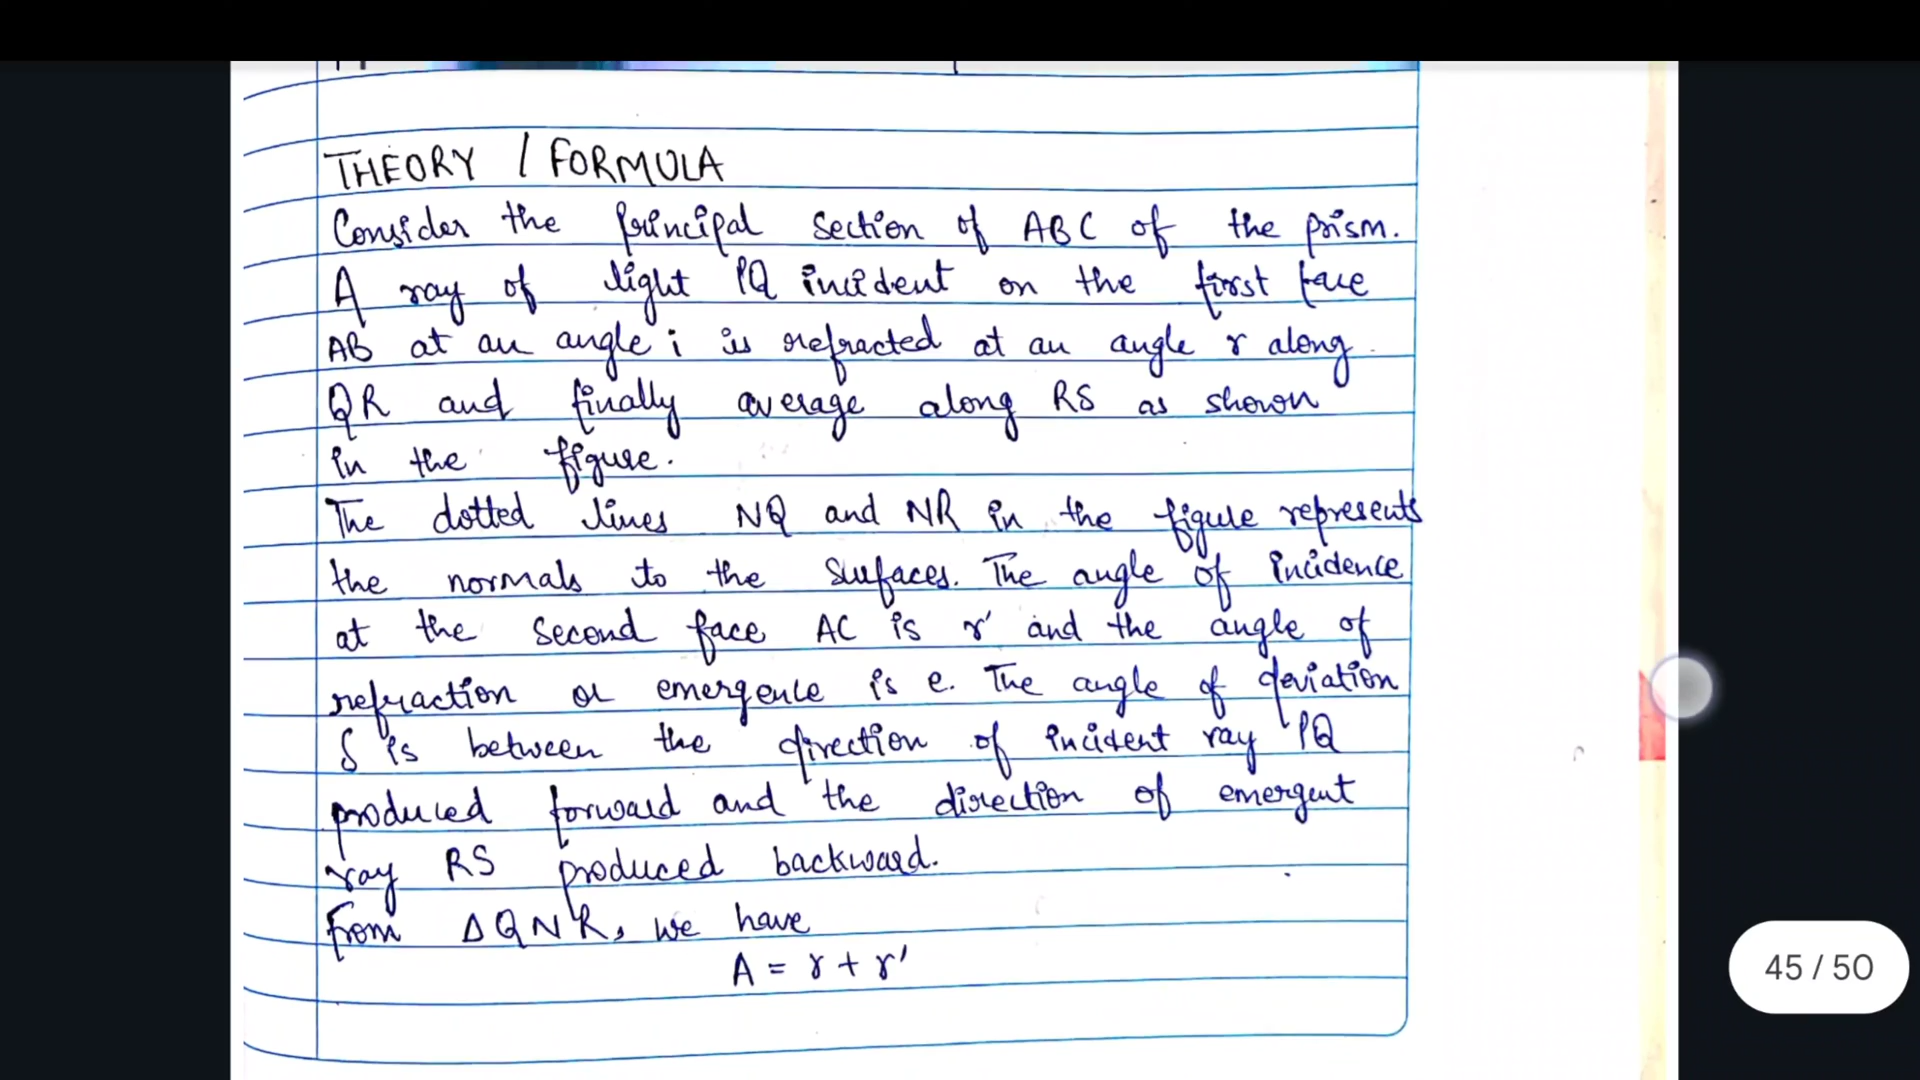 THEORY / FORMULA
Consider the principal section of ABC of the prism.
A ray of light PQ incident on the first face
AB at an angle i is refracted at an angle r along
QR and finally average along RS as shown
in the figure.
The dotted lines NQ and NR in the figure represents
the normals to the surfaces. The angle of incidence
at the second face AC is r' and the angle of
refraction or emergence is e. The angle of deviation
δ is between the direction of incident ray PQ
produced forward and the direction of emergent
ray RS produced backward.
From ΔQNR, we have
A = r + r'
45 / 50